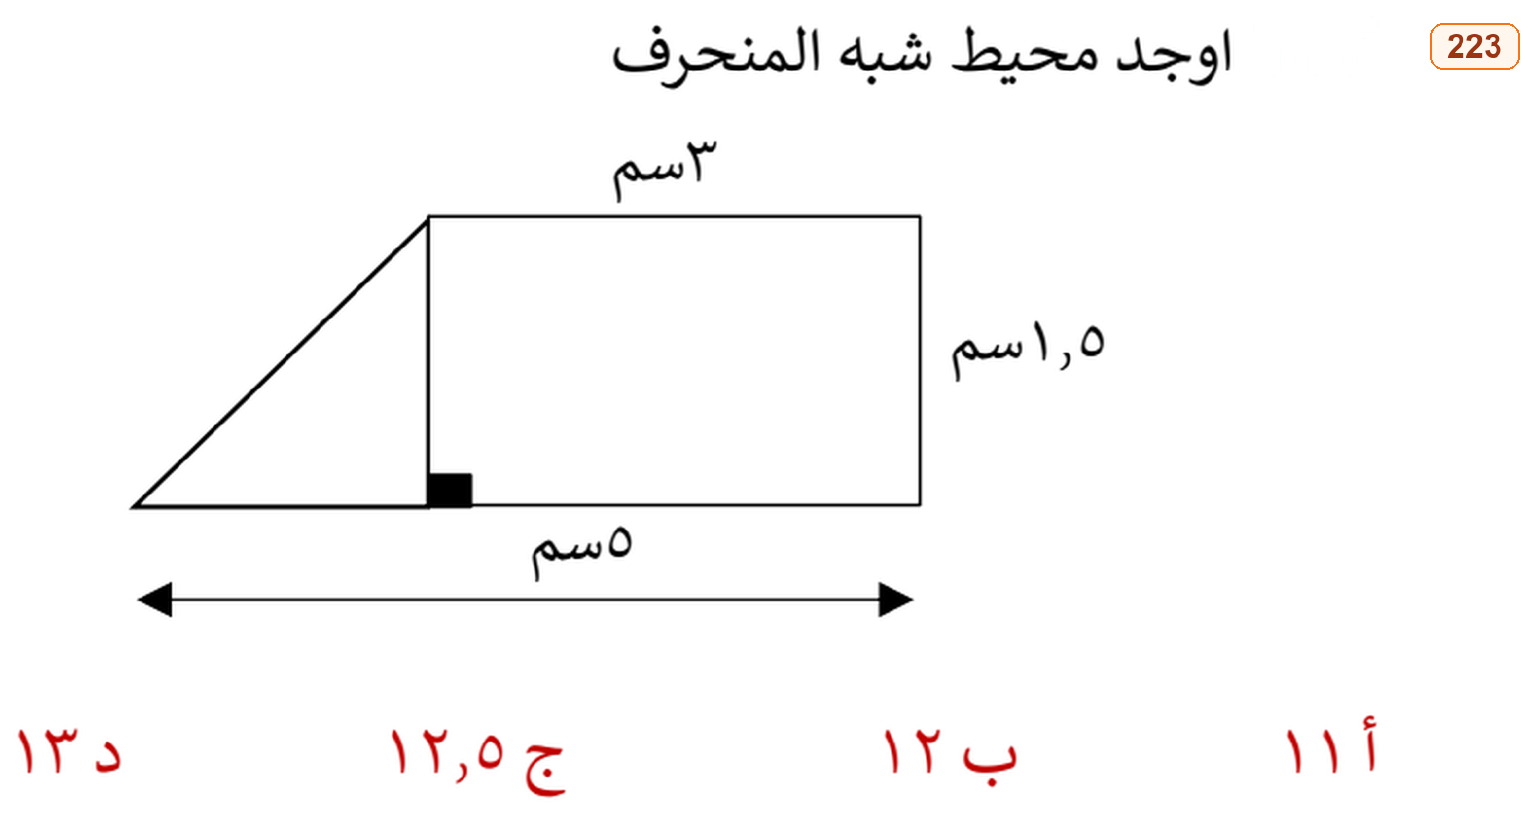 223
اوجد محيط شبه المنحرف
٣سم
١,٥سم
٥سم
أ ١١
ب ١٢
ج ١٢,٥
د ١٣